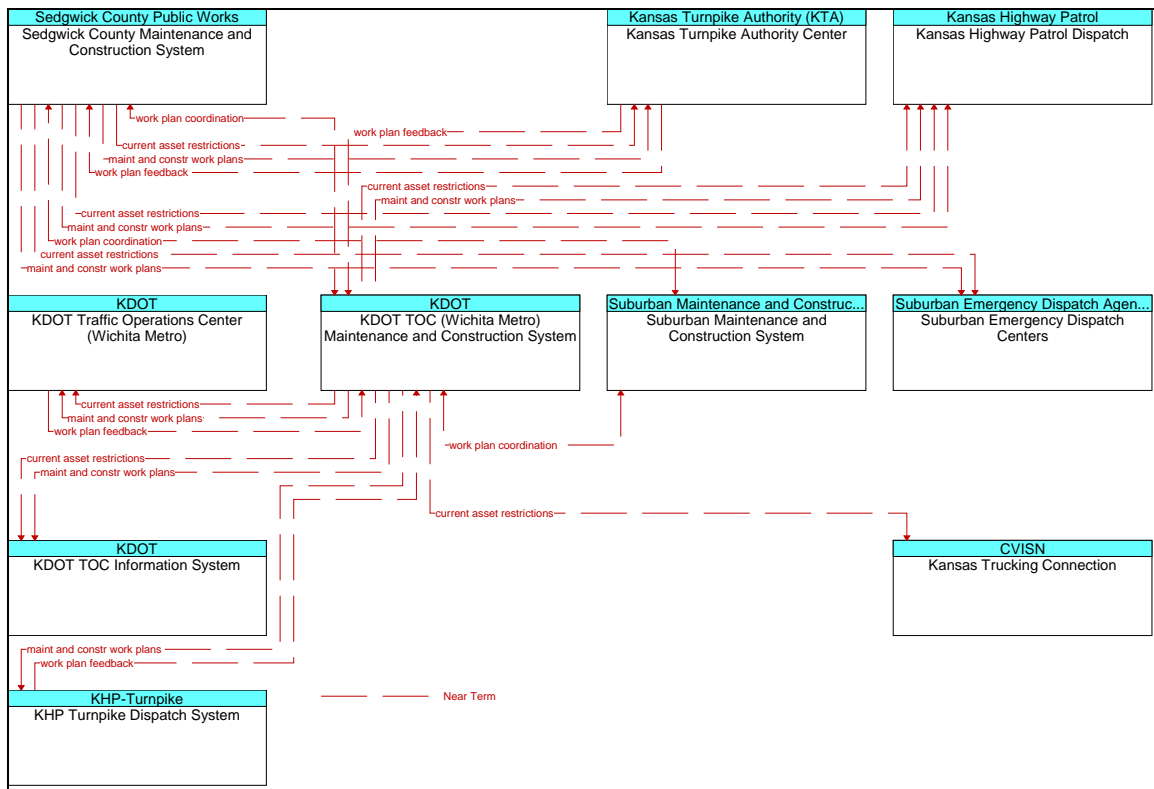 Sedgwick County Public Works
Sedgwick County Maintenance and
Construction System
Kansas Turnpike Authority (KTA)
Kansas Turnpike Authority Center
Kansas Highway Patrol
Kansas Highway Patrol Dispatch
work plan coordination
work plan feedback
current asset restrictions
maint and constr work plans
work plan feedback
current asset restrictions
maint and constr work plans
current asset restrictions
maint and constr work plans
work plan coordination
current asset restrictions
maint and constr work plans
KDOT
KDOT Traffic Operations Center
(Wichita Metro)
KDOT
KDOT TOC (Wichita Metro)
Maintenance and Construction System
Suburban Maintenance and Construc...
Suburban Maintenance and
Construction System
Suburban Emergency Dispatch Agen...
Suburban Emergency Dispatch
Centers
current asset restrictions
maint and constr work plans
work plan feedback
work plan coordination
current asset restrictions
maint and constr work plans
current asset restrictions
KDOT
KDOT TOC Information System
CVISN
Kansas Trucking Connection
maint and constr work plans
work plan feedback
KHP-Turnpike
KHP Turnpike Dispatch System
Near Term